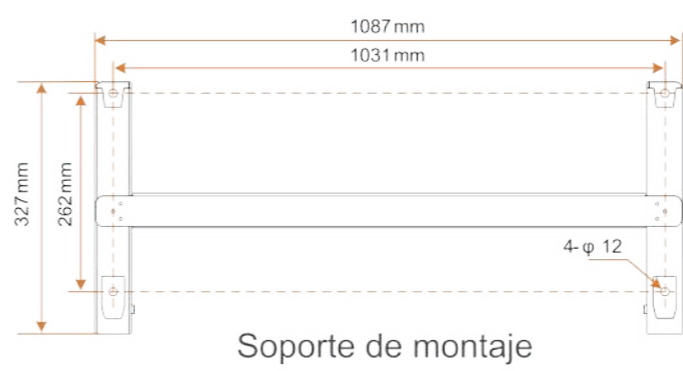 1087 mm
1031 mm
327 mm
262 mm
4- φ 12
Soporte de montaje